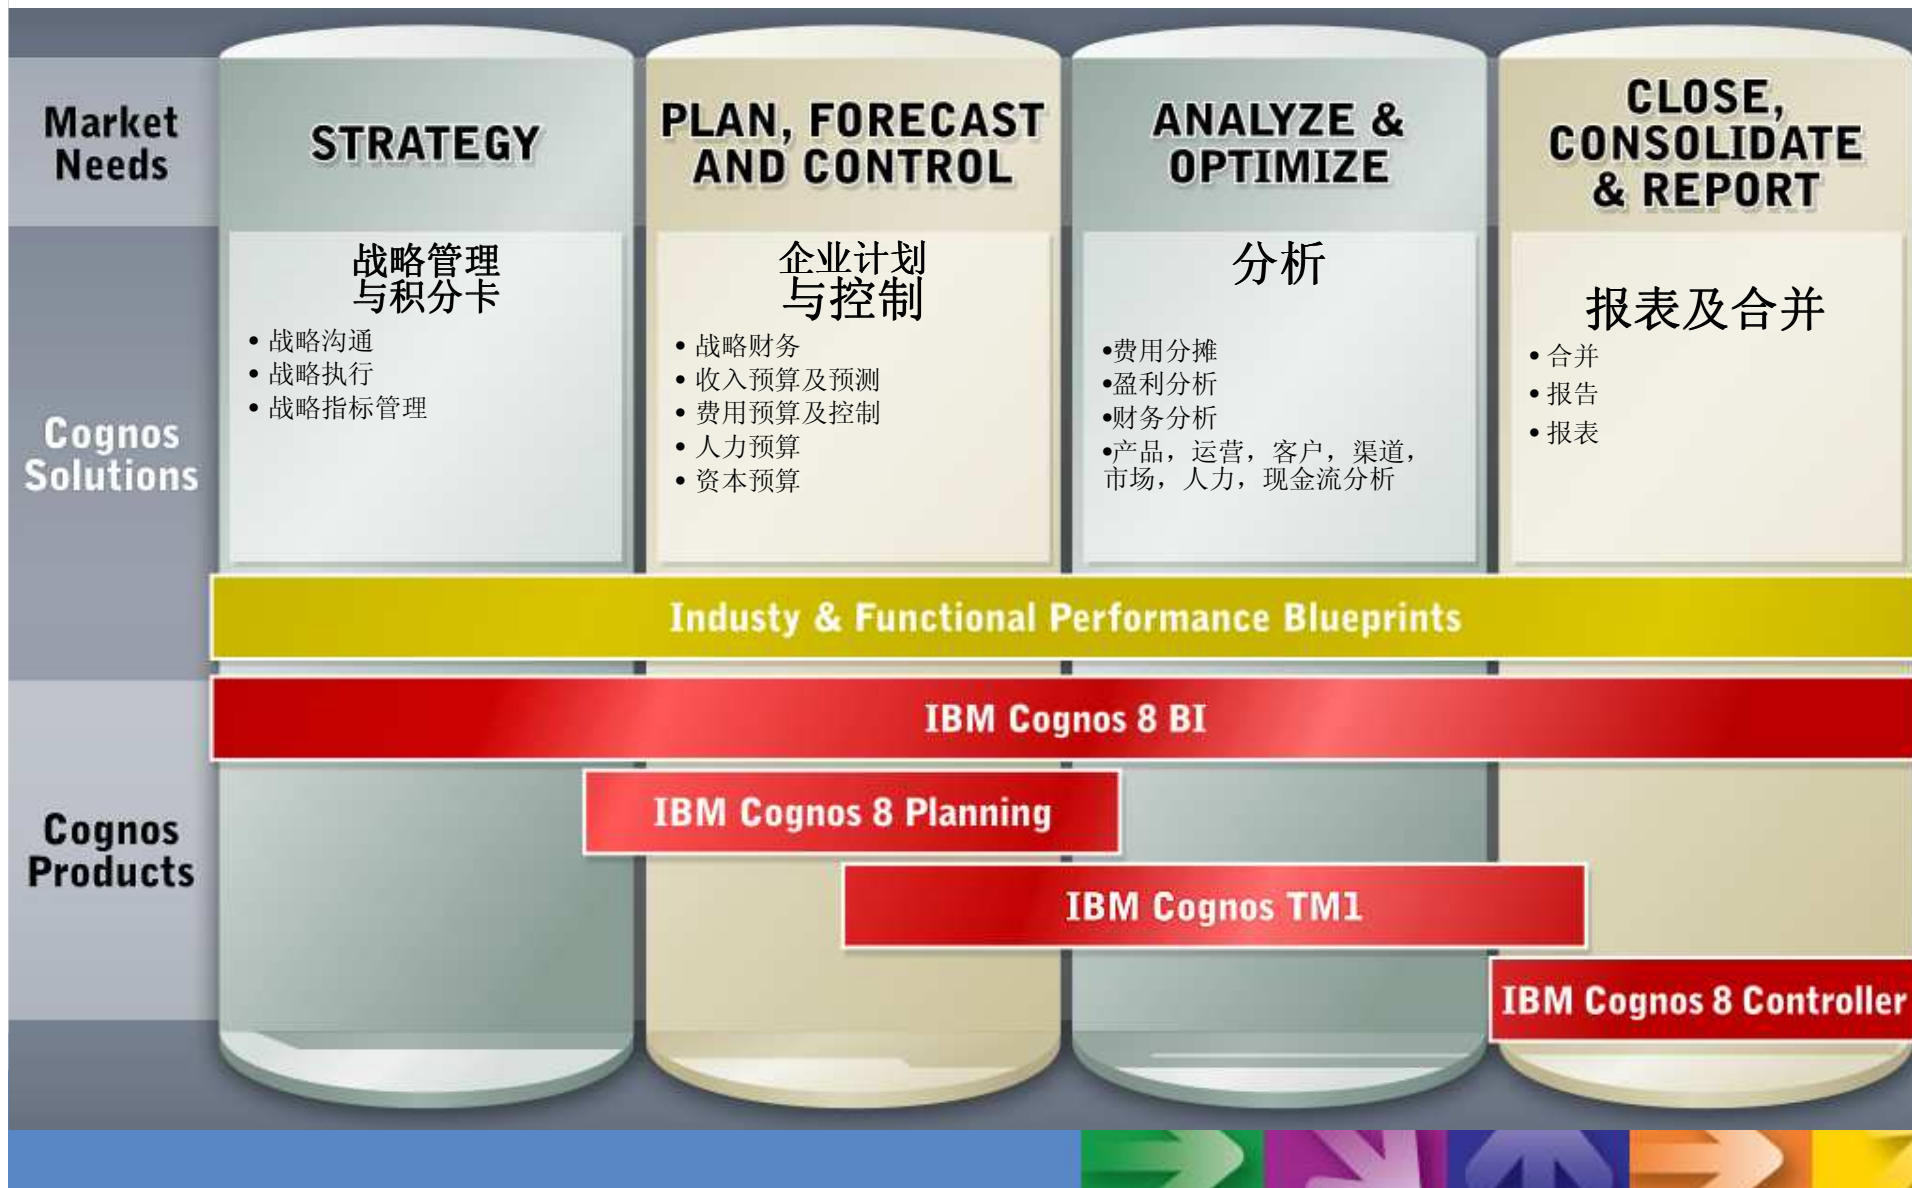 Market
Needs
STRATEGY
PLAN, FORECAST
AND CONTROL
ANALYZE &
OPTIMIZE
CLOSE,
CONSOLIDATE
& REPORT
Cognos
Solutions
战略管理
与积分卡
• 战略沟通
• 战略执行
• 战略指标管理
企业计划
与控制
• 战略财务
• 收入预算及预测
• 费用预算及控制
• 人力预算
• 资本预算
分析
•费用分摊
•盈利分析
•财务分析
•产品，运营，客户，渠道，
市场，人力，现金流分析
报表及合并
• 合并
• 报告
• 报表
Industy & Functional Performance Blueprints
Cognos
Products
IBM Cognos 8 BI
IBM Cognos 8 Planning
IBM Cognos TM1
IBM Cognos 8 Controller